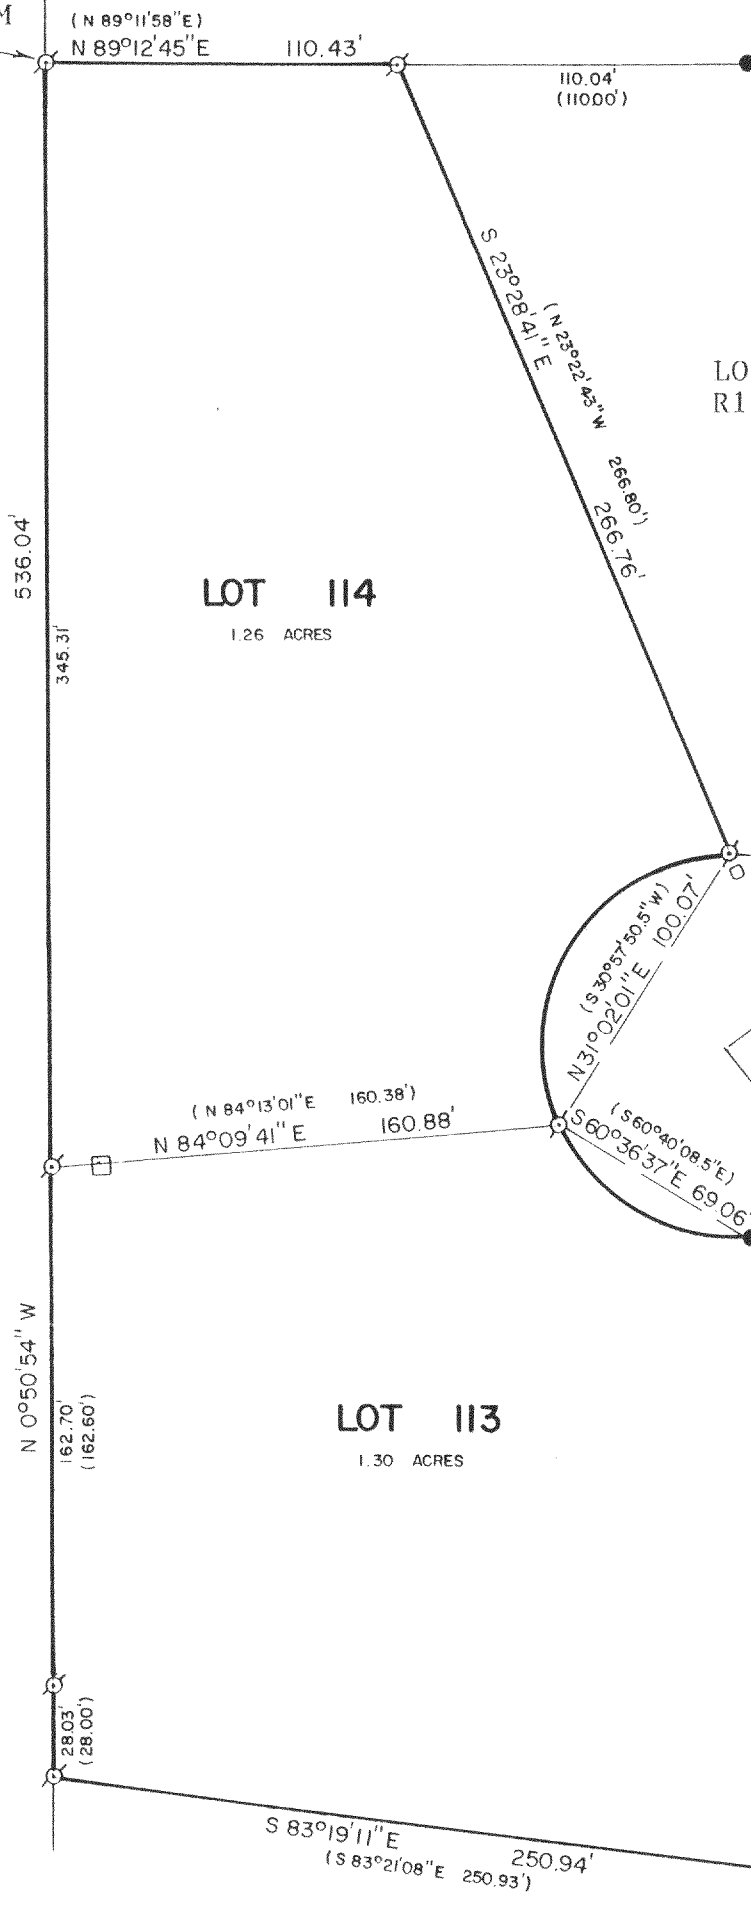 M
(N 89°11'58"E)
N 89°12'45"E 110.43'
110.04'
(110.00')
S 23°28'41" E 266.76'
(N 23°22'43"W 266.80')
LO
R1
536.04'
345.31'
LOT 114
1.26 ACRES
(S 30°57'50.5"W)
N 31°02'01"E 100.07'
(N 84°13'01"E 160.38')
N 84°09'41"E 160.88'
(S60°40'08.5"E)
S60°36'37"E 69.06'
N 0°50'54" W
162.70'
(162.60')
LOT 113
1.30 ACRES
28.03'
(28.00')
S 83°19'11"E 250.94'
(S 83°21'08"E 250.93')